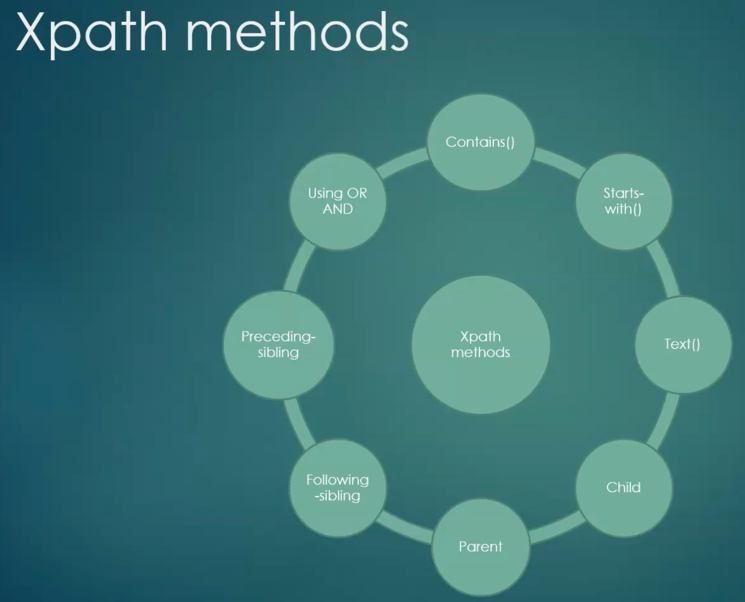 Xpath methods
Contains()
Starts-
with()
Text()
Child
Parent
Following
-sibling
Preceding-
sibling
Using OR
AND
Xpath
methods